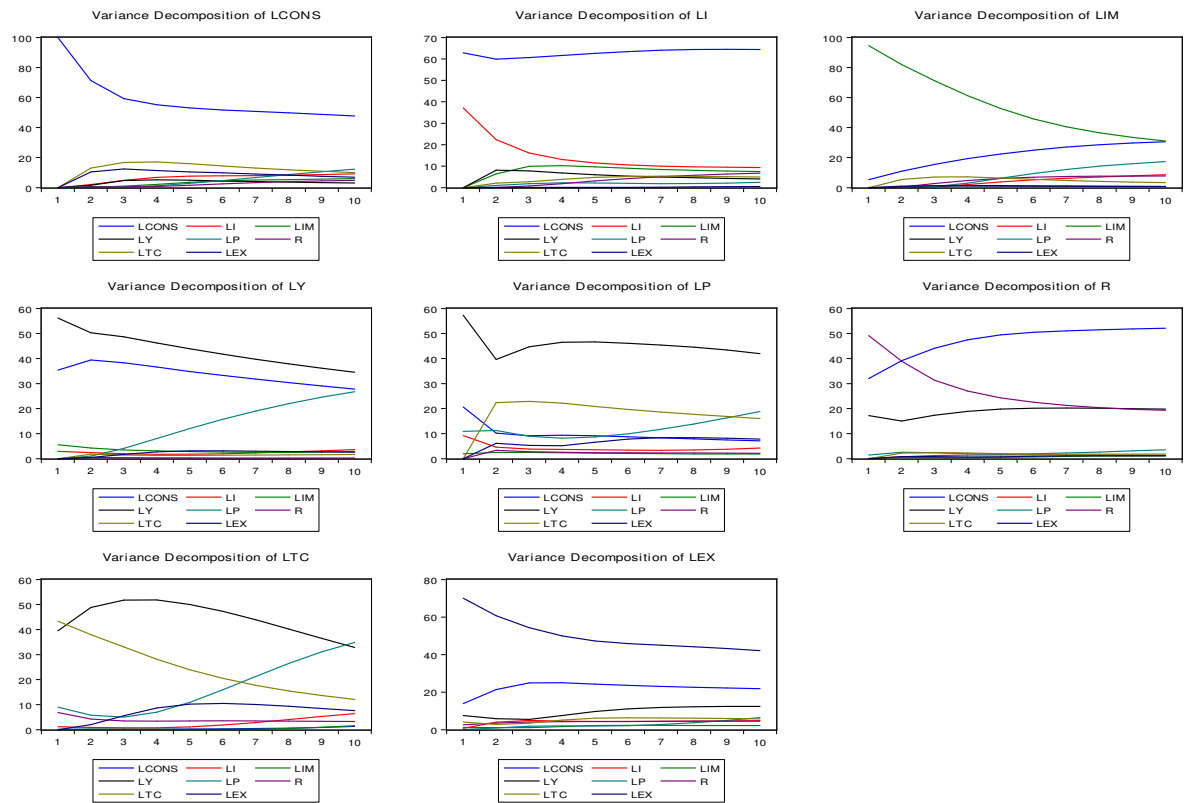 Variance Decomposition of LCONS
100
80
60
40
20
0
1 2 3 4 5 6 7 8 9 10
LCONS LI LIM
LY LP R
LTC LEX
Variance Decomposition of LI
70
60
50
40
30
20
10
0
1 2 3 4 5 6 7 8 9 10
LCONS LI LIM
LY LP R
LTC LEX
Variance Decomposition of LIM
100
80
60
40
20
0
1 2 3 4 5 6 7 8 9 10
LCONS LI LIM
LY LP R
LTC LEX
Variance Decomposition of LY
60
50
40
30
20
10
0
1 2 3 4 5 6 7 8 9 10
LCONS LI LIM
LY LP R
LTC LEX
Variance Decomposition of LP
60
50
40
30
20
10
0
1 2 3 4 5 6 7 8 9 10
LCONS LI LIM
LY LP R
LTC LEX
Variance Decomposition of R
60
50
40
30
20
10
0
1 2 3 4 5 6 7 8 9 10
LCONS LI LIM
LY LP R
LTC LEX
Variance Decomposition of LTC
60
50
40
30
20
10
0
1 2 3 4 5 6 7 8 9 10
LCONS LI LIM
LY LP R
LTC LEX
Variance Decomposition of LEX
80
60
40
20
0
1 2 3 4 5 6 7 8 9 10
LCONS LI LIM
LY LP R
LTC LEX